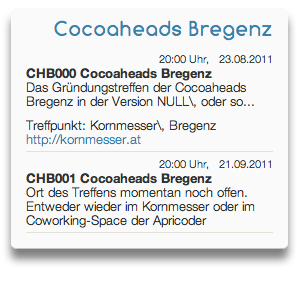 Cocoaheads Bregenz
20:00 Uhr, 23.08.2011
CHB000 Cocoaheads Bregenz
Das Gründungstreffen der Cocoaheads
Bregenz in der Version NULL\, oder so...
Treffpunkt: Kornmesser\, Bregenz
http://kornmesser.at
20:00 Uhr, 21.09.2011
CHB001 Cocoaheads Bregenz
Ort des Treffens momentan noch offen.
Entweder wieder im Kornmesser oder im
Coworking-Space der Apricoder